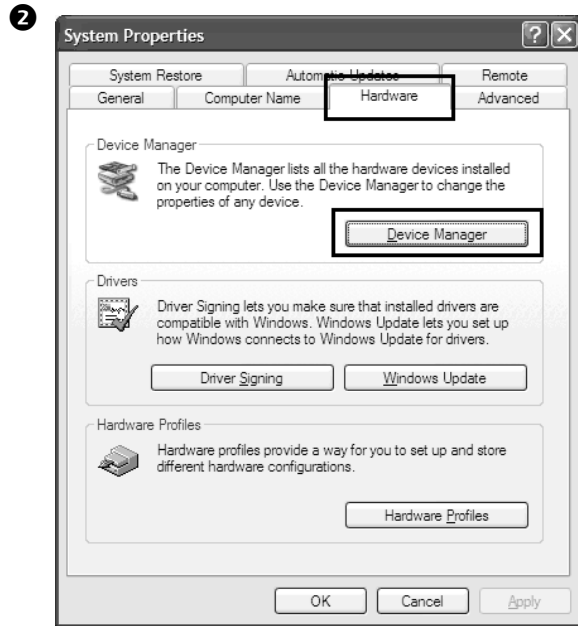 2
System Properties
System Restore Automatic Updates Remote
General Computer Name Hardware Advanced
Device Manager
The Device Manager lists all the hardware devices installed
on your computer. Use the Device Manager to change the
properties of any device.
Device Manager
Drivers
Driver Signing lets you make sure that installed drivers are
compatible with Windows. Windows Update lets you set up
how Windows connects to Windows Update for drivers.
Driver Signing Windows Update
Hardware Profiles
Hardware profiles provide a way for you to set up and store
different hardware configurations.
Hardware Profiles
OK Cancel Apply